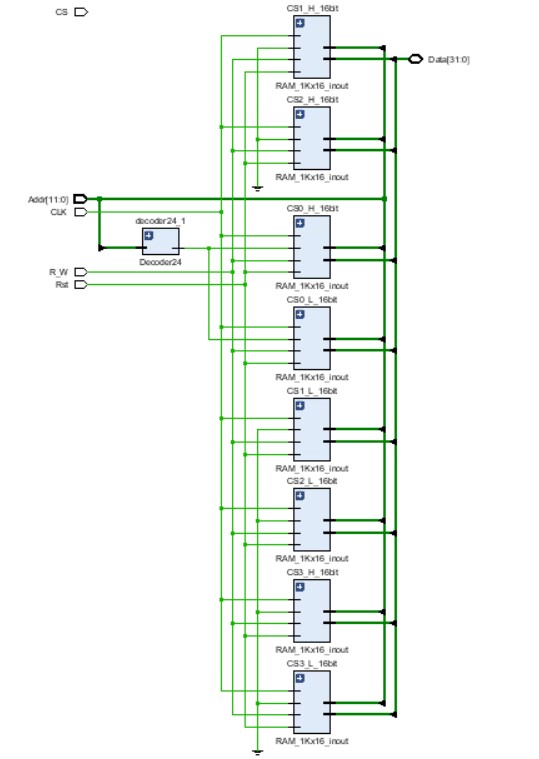 CS
CS1_H_16bit
Data[31:0]
RAM_1Kx16_inout
CS2_H_16bit
RAM_1Kx16_inout
Addr[11:0]
CLK
decoder24_1
Decoder24
CS0_H_16bit
R_W
Rst
RAM_1Kx16_inout
CS0_L_16bit
RAM_1Kx16_inout
CS1_L_16bit
RAM_1Kx16_inout
CS2_L_16bit
RAM_1Kx16_inout
CS3_H_16bit
RAM_1Kx16_inout
CS3_L_16bit
RAM_1Kx16_inout